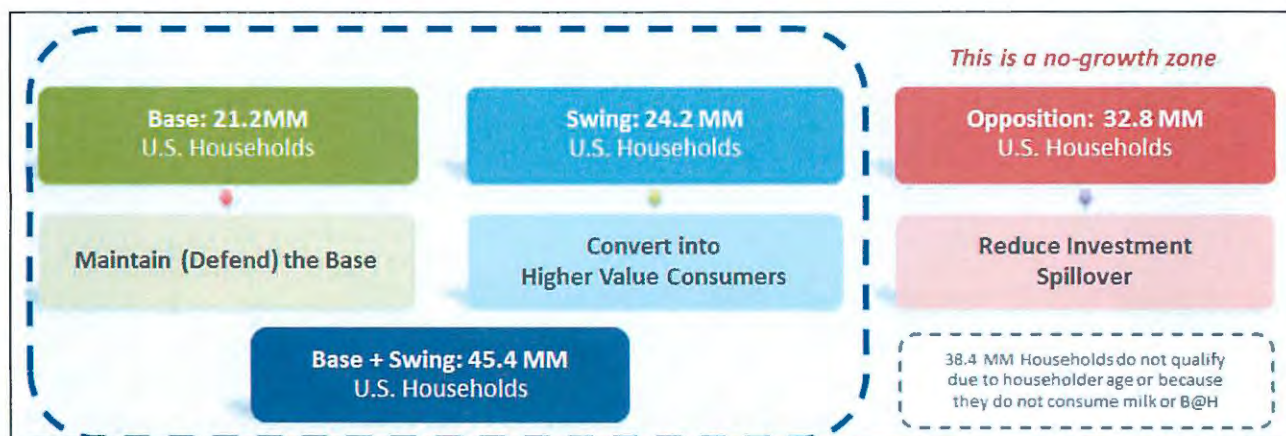 This is a no-growth zone
Base: 21.2MM
U.S. Households
Swing: 24.2 MM
U.S. Households
Opposition: 32.8 MM
U.S. Households
Maintain (Defend) the Base
Convert into
Higher Value Consumers
Reduce Investment
Spillover
Base + Swing: 45.4 MM
U.S. Households
38.4 MM Households do not qualify
due to householder age or because
they do not consume milk or B@H